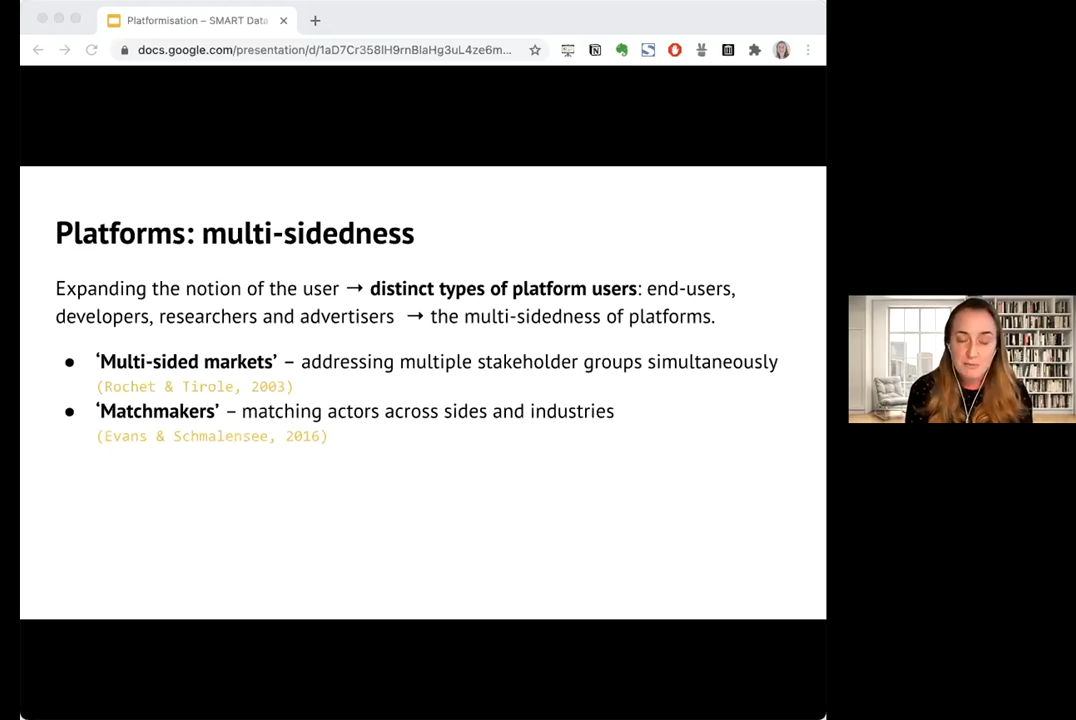 Platformisation – SMART Data
docs.google.com/presentation/d/1aD7Cr358IH9rnBlaHg3uL4ze6m...
Platforms: multi-sidedness
Expanding the notion of the user → distinct types of platform users: end-users,
developers, researchers and advertisers → the multi-sidedness of platforms.
● ‘Multi-sided markets’ – addressing multiple stakeholder groups simultaneously
(Rochet & Tirole, 2003)
● ‘Matchmakers’ – matching actors across sides and industries
(Evans & Schmalensee, 2016)